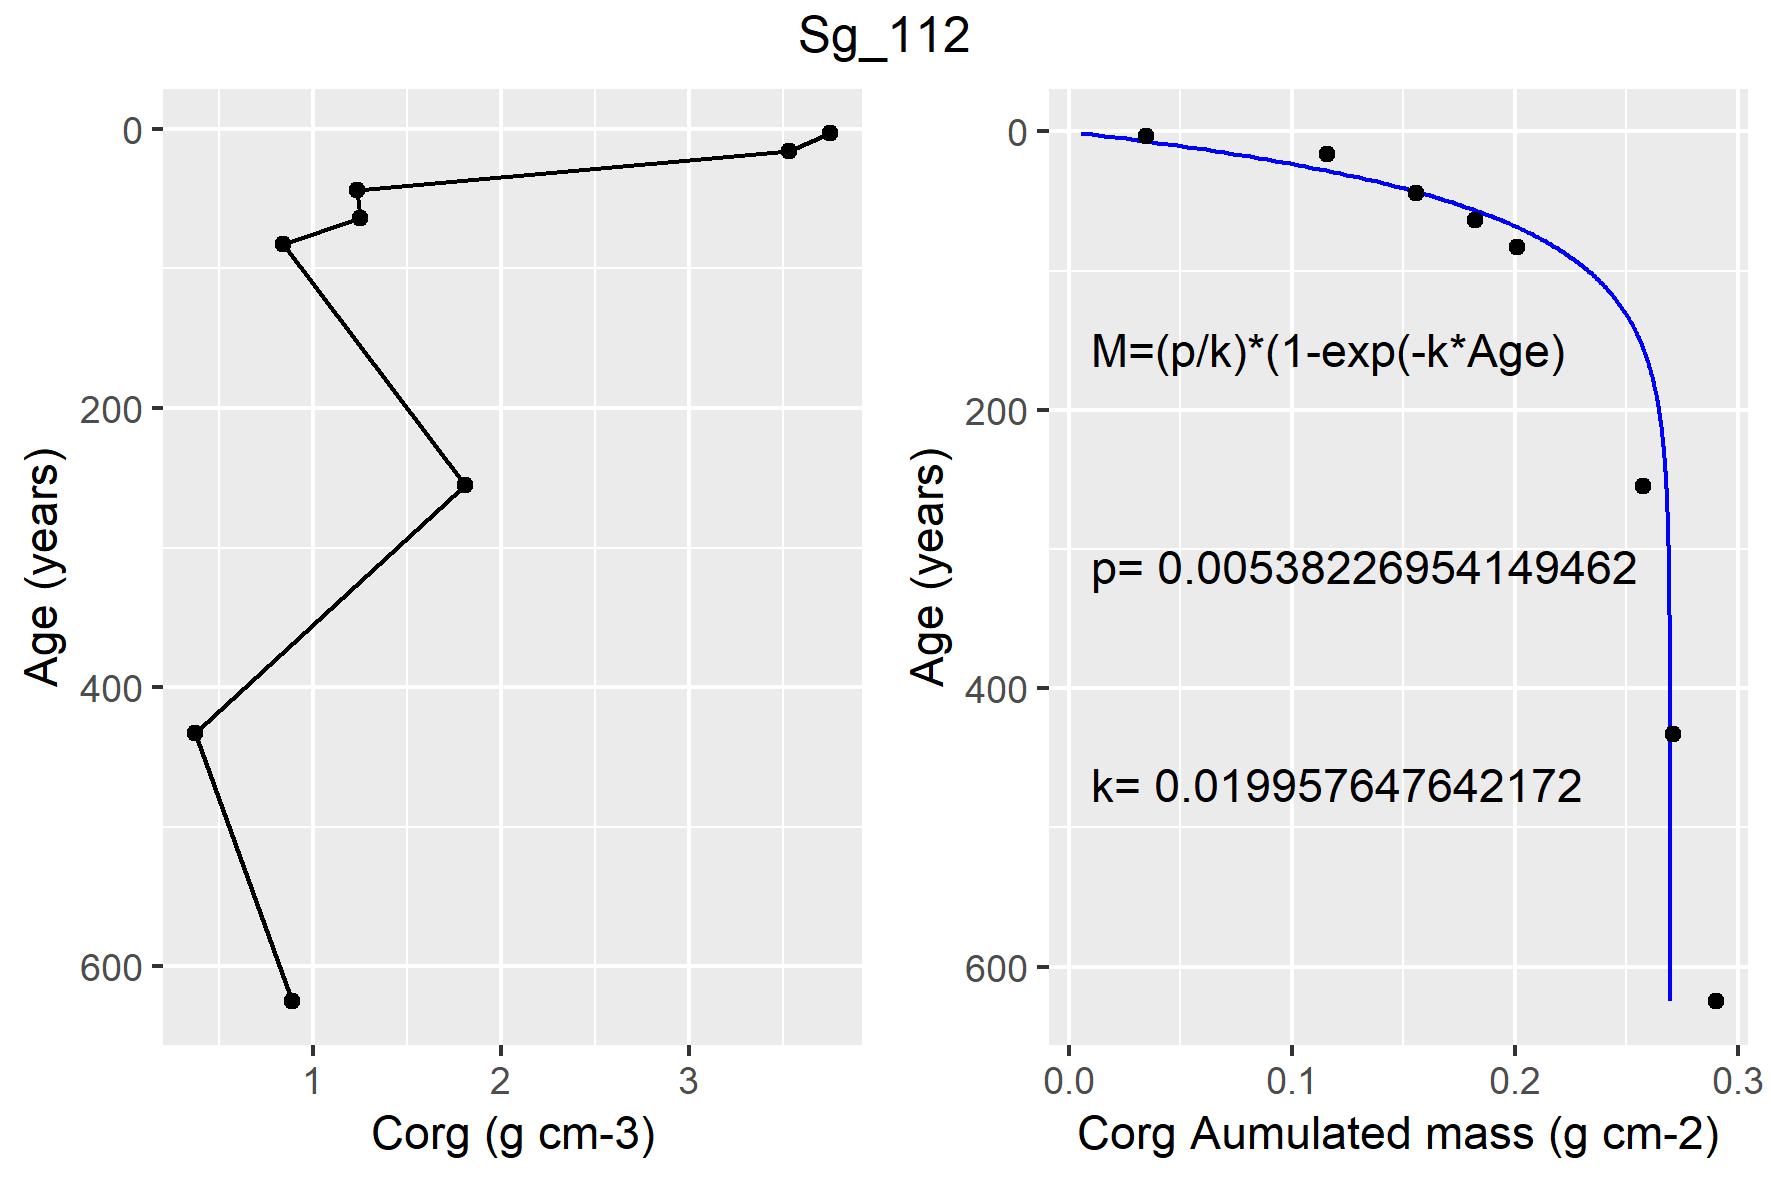 Sg_112
0
200
400
600
Age (years)
1
2
3
Corg (g cm-3)
0
200
400
600
Age (years)
M=(p/k)*(1-exp(-k*Age)
p= 0.00538226954149462
k= 0.019957647642172
0.0
0.1
0.2
0.3
Corg Aumulated mass (g cm-2)